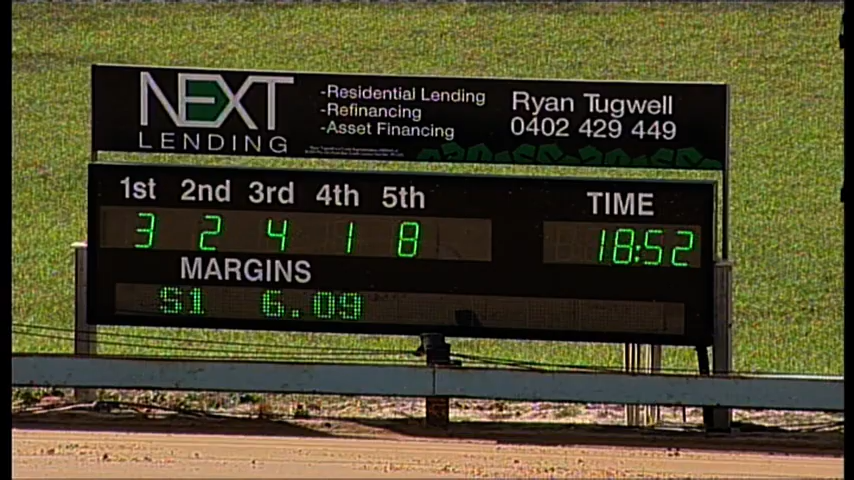 NEXT
LENDING
-Residential Lending
-Refinancing
-Asset Financing
Ryan Tugwell
0402 429 449
1st 2nd 3rd 4th 5th
3 2 4 1 8
TIME
18:52
MARGINS
S1 6.09